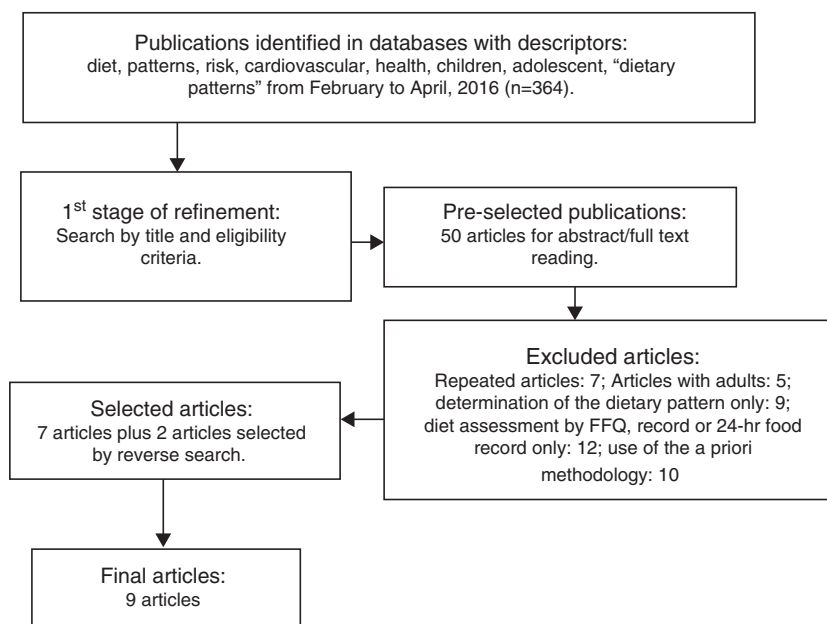 Publications identified in databases with descriptors:
diet, patterns, risk, cardiovascular, health, children, adolescent, “dietary
patterns” from February to April, 2016 (n=364).
1st stage of refinement:
Search by title and eligibility
criteria.
Pre-selected publications:
50 articles for abstract/full text
reading.
Excluded articles:
Repeated articles: 7; Articles with adults: 5;
determination of the dietary pattern only: 9;
diet assessment by FFQ, record or 24-hr food
record only: 12; use of the a priori
methodology: 10
Selected articles:
7 articles plus 2 articles selected
by reverse search.
Final articles:
9 articles